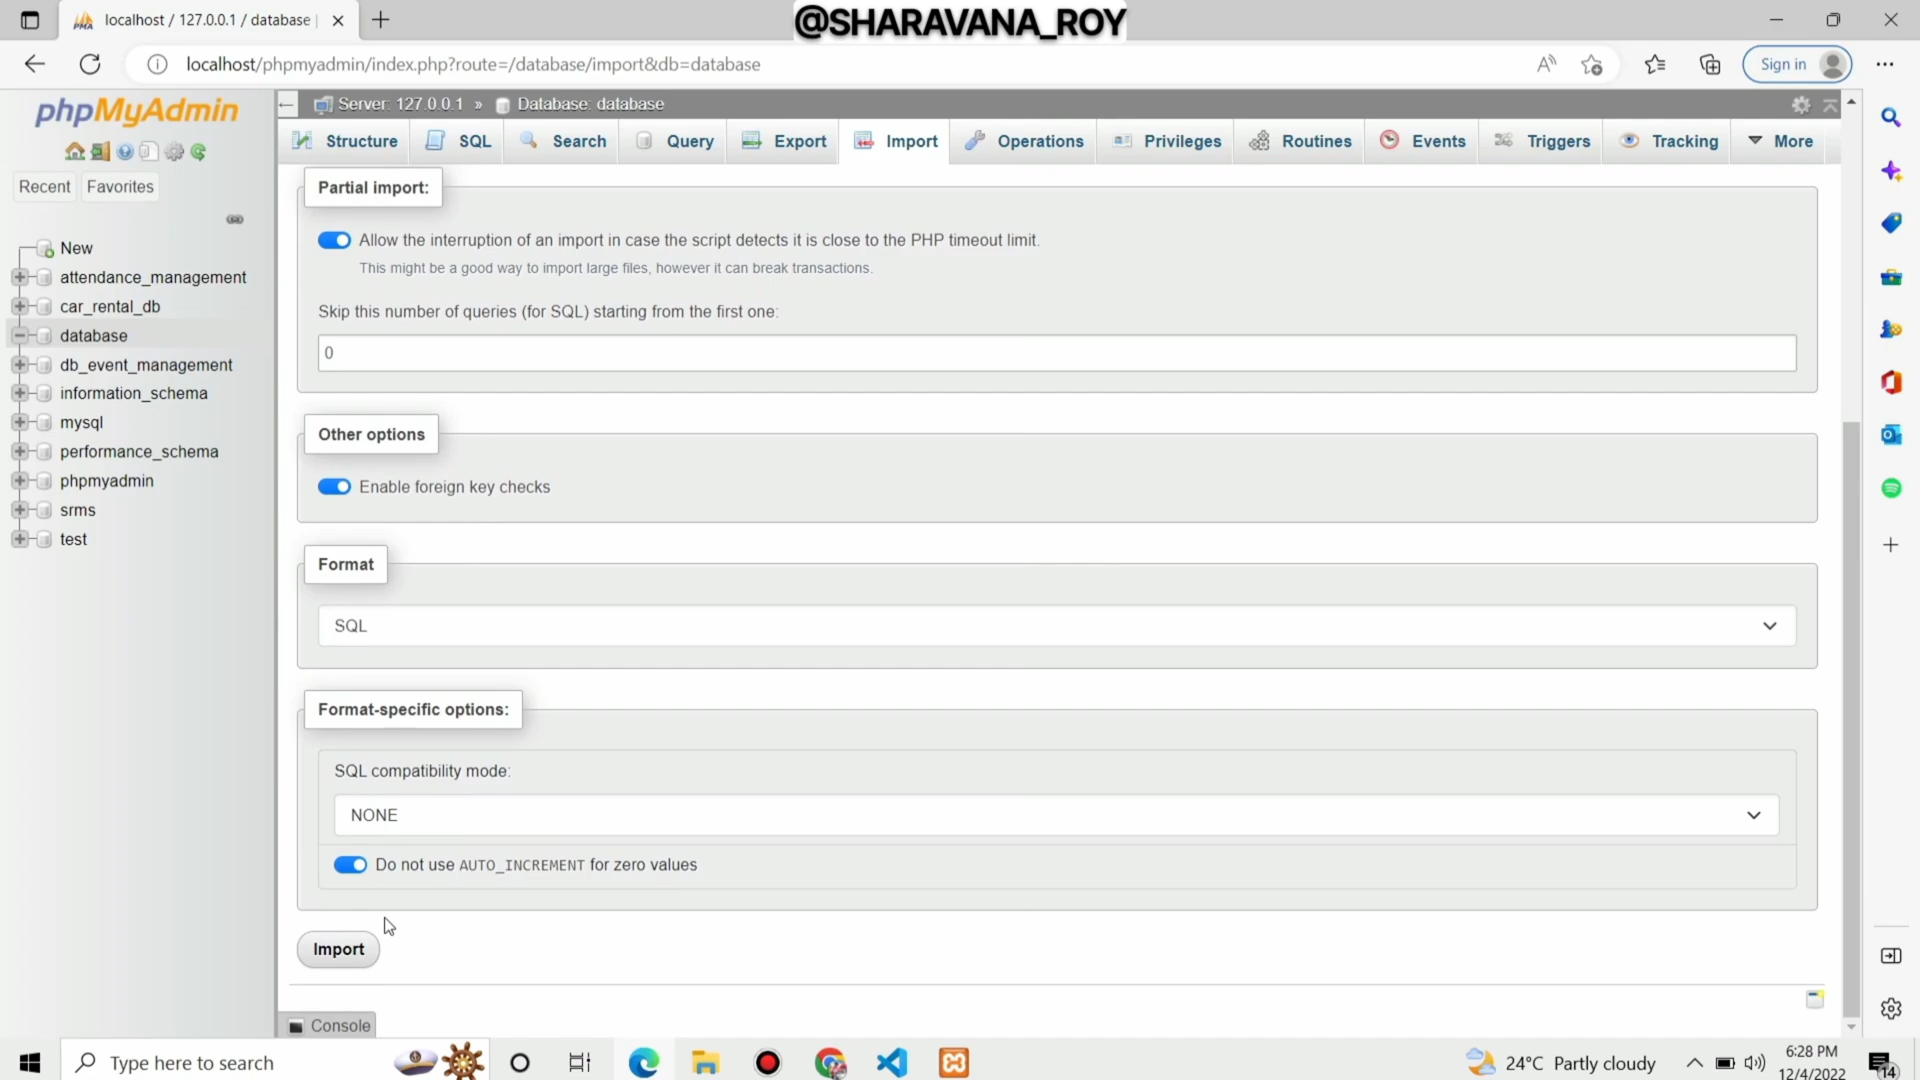 localhost / 127.0.0.1 / database |
@SHARAVANA_ROY
localhost/phpmyadmin/index.php?route=/database/import&db=database
Sign in
phpMyAdmin
Server: 127.0.0.1 » Database: database
Structure SQL Search Query Export Import Operations Privileges Routines Events Triggers Tracking More
Recent Favorites
New
attendance_management
car_rental_db
database
db_event_management
information_schema
mysql
performance_schema
phpmyadmin
srms
test
Partial import:
Allow the interruption of an import in case the script detects it is close to the PHP timeout limit.
This might be a good way to import large files, however it can break transactions.
Skip this number of queries (for SQL) starting from the first one:
0
Other options
Enable foreign key checks
Format
SQL
Format-specific options:
SQL compatibility mode:
NONE
Do not use AUTO_INCREMENT for zero values
Import
Console
Type here to search
24°C Partly cloudy
6:28 PM
12/4/2022
14